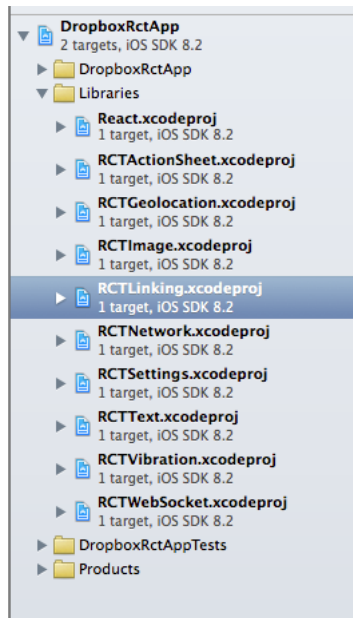 DropboxRctApp
2 targets, iOS SDK 8.2
DropboxRctApp
Libraries
React.xcodeproj
1 target, iOS SDK 8.2
RCTActionSheet.xcodeproj
1 target, iOS SDK 8.2
RCTGeolocation.xcodeproj
1 target, iOS SDK 8.2
RCTImage.xcodeproj
1 target, iOS SDK 8.2
RCTLinking.xcodeproj
1 target, iOS SDK 8.2
RCTNetwork.xcodeproj
1 target, iOS SDK 8.2
RCTSettings.xcodeproj
1 target, iOS SDK 8.2
RCTText.xcodeproj
1 target, iOS SDK 8.2
RCTVibration.xcodeproj
1 target, iOS SDK 8.2
RCTWebSocket.xcodeproj
1 target, iOS SDK 8.2
DropboxRctAppTests
Products